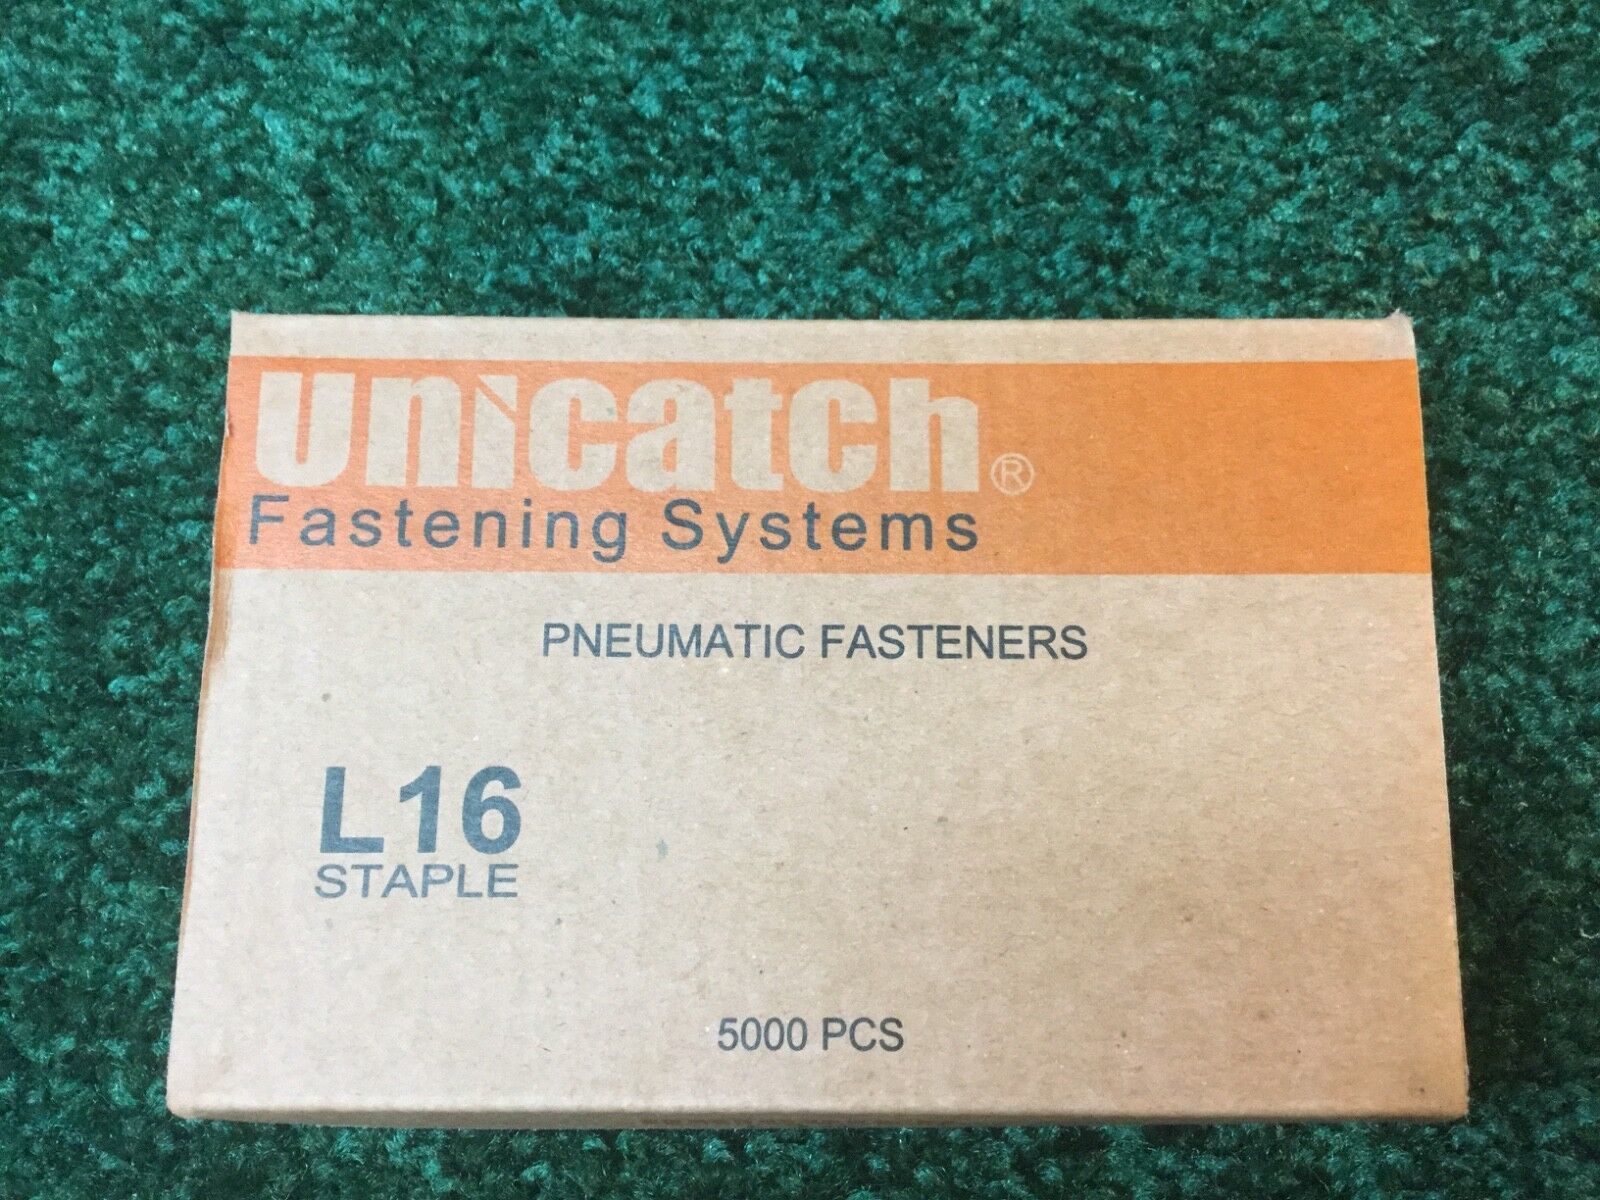 unicatch®
Fastening Systems
PNEUMATIC FASTENERS
L16
STAPLE
5000 PCS